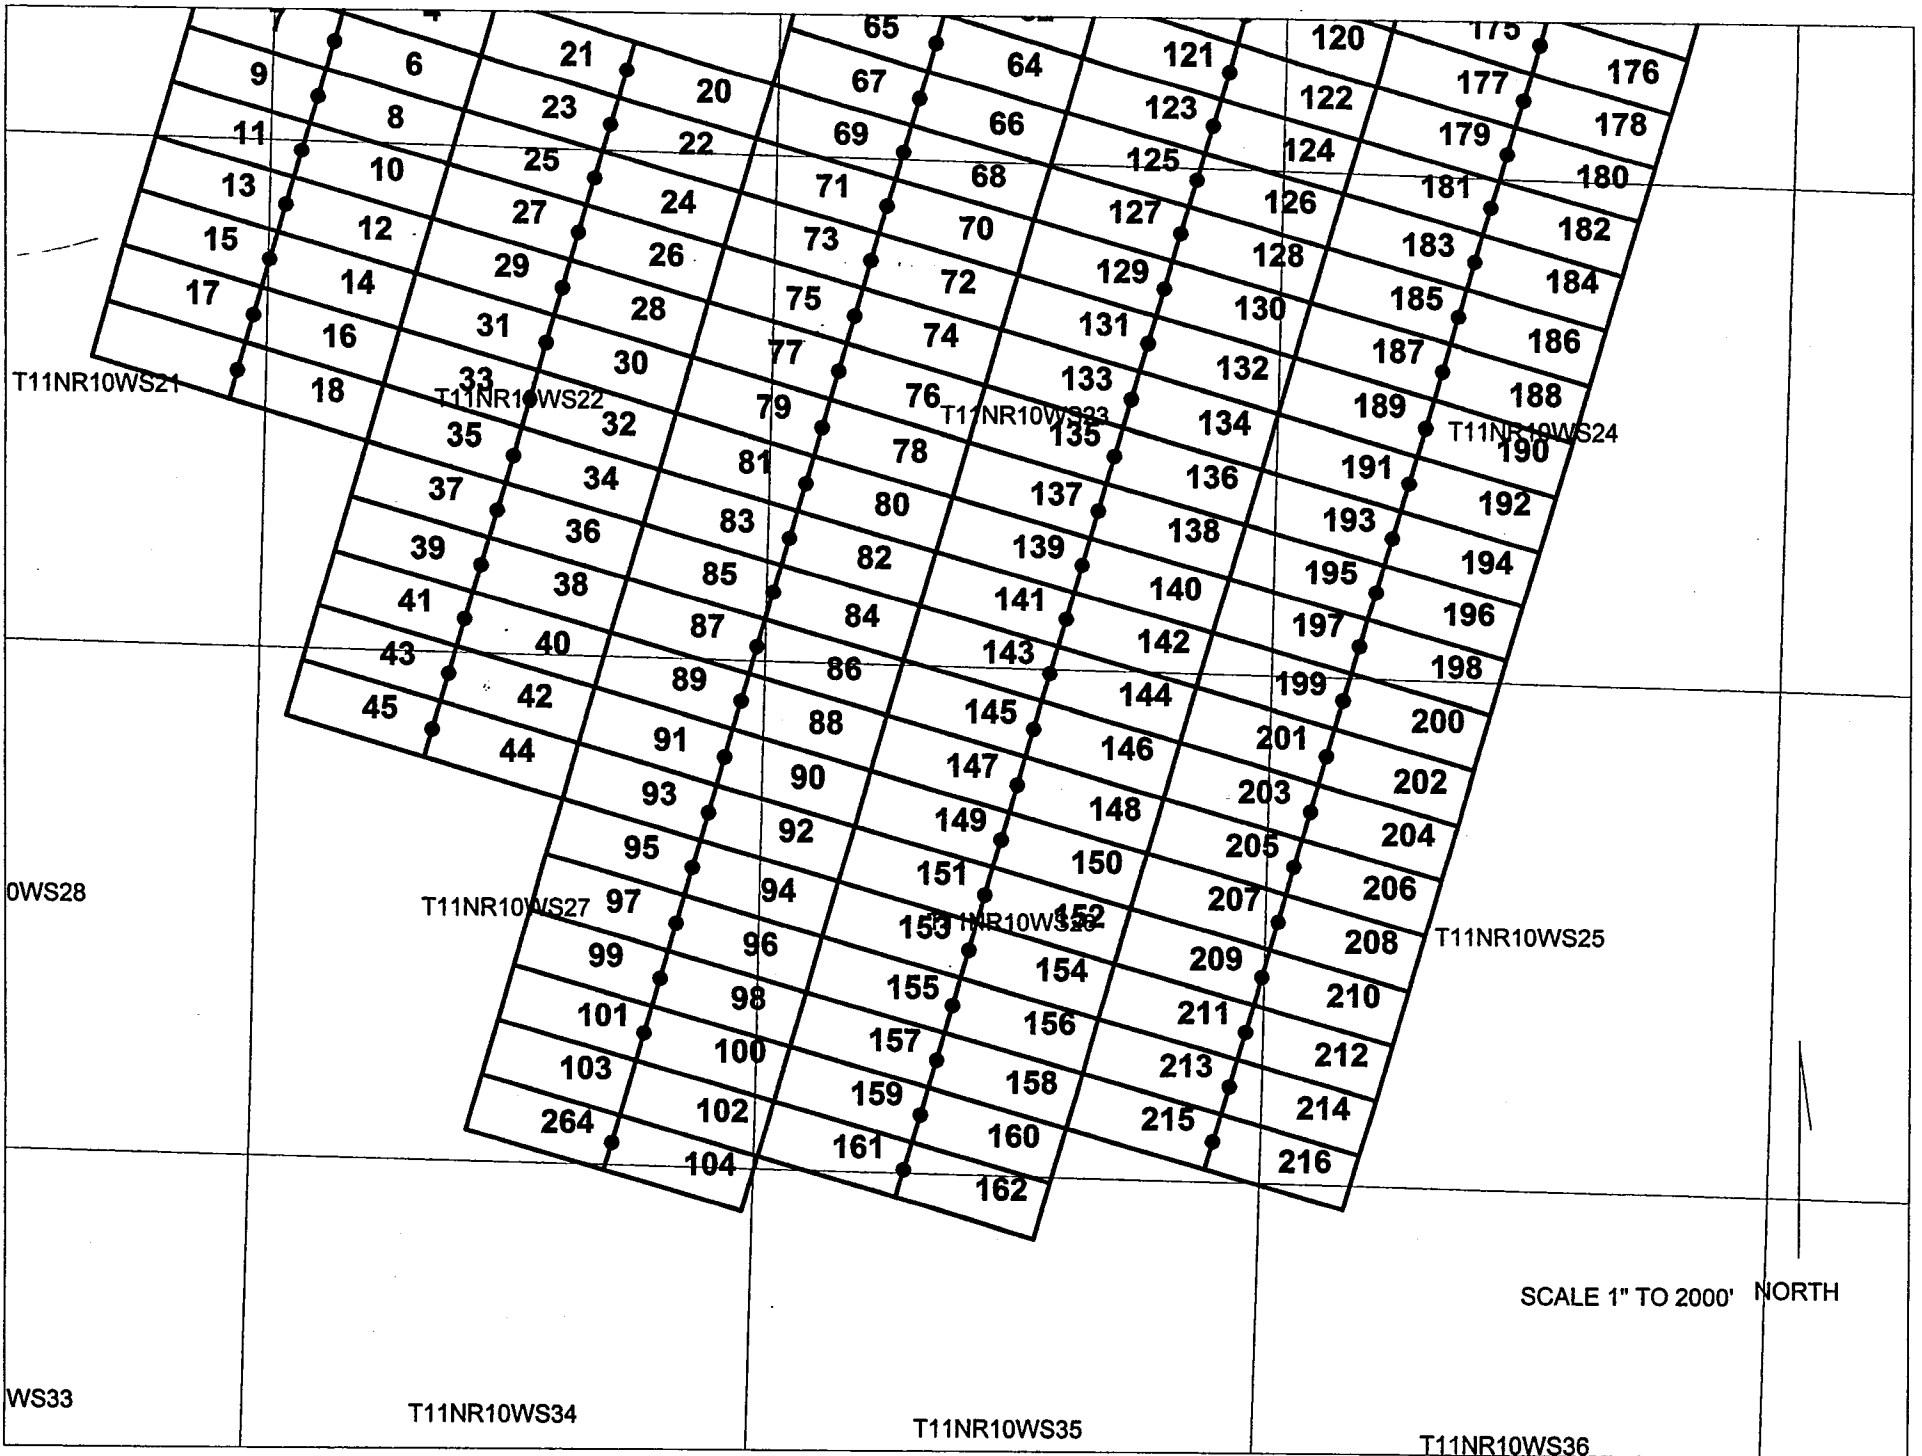 7 4 65 175
9 6 21 20 67 64 121 120 177 176
11 8 23 22 69 66 123 122 179 178
13 10 25 24 71 68 125 124 181 180
15 12 27 26 73 70 127 126 183 182
17 14 29 28 75 72 129 128 185 184
16 31 30 77 74 131 130 187 186
18 33 32 79 76 133 132 189 188
T11NR10WS21 T11NR10WS22 T11NR10WS23 T11NR10WS24
35 34 81 78 135 134 191 190
37 36 83 80 137 136 193 192
39 38 85 82 139 138 195 194
41 40 87 84 141 140 197 196
43 42 89 86 143 142 199 198
45 44 91 88 145 144 201 200
93 90 147 146 203 202
95 92 149 148 205 204
97 94 151 150 207 206
0WS28 T11NR10WS27 T11NR10WS26 T11NR10WS25
99 96 153 152 209 208
101 98 155 154 211 210
103 100 157 156 213 212
264 102 159 158 215 214
104 161 160 216
162
SCALE 1" TO 2000' NORTH
WS33 T11NR10WS34 T11NR10WS35 T11NR10WS36